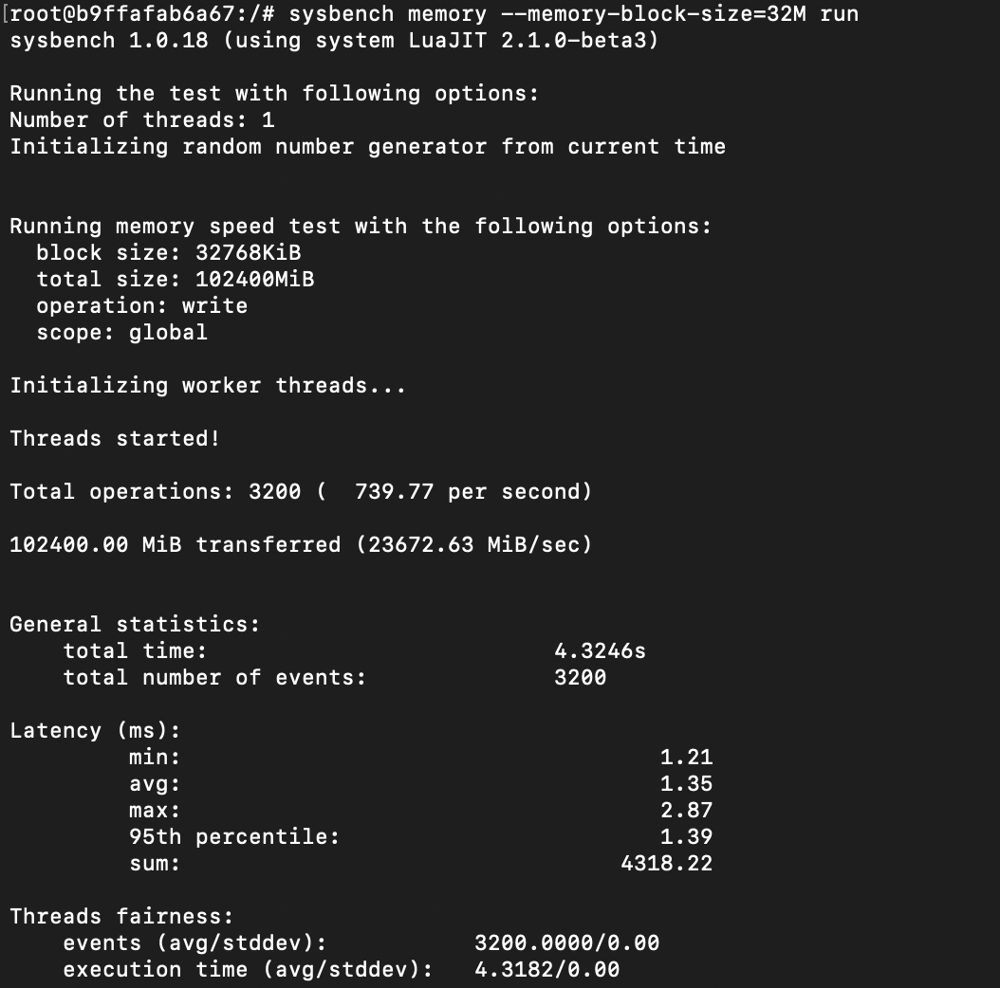 [root@b9ffafab6a67:/# sysbench memory --memory-block-size=32M run
sysbench 1.0.18 (using system LuaJIT 2.1.0-beta3)
Running the test with following options:
Number of threads: 1
Initializing random number generator from current time
Running memory speed test with the following options:
block size: 32768KiB
total size: 102400MiB
operation: write
scope: global
Initializing worker threads...
Threads started!
Total operations: 3200 (  739.77 per second)
102400.00 MiB transferred (23672.63 MiB/sec)
General statistics:
total time: 4.3246s
total number of events: 3200
Latency (ms):
min: 1.21
avg: 1.35
max: 2.87
95th percentile: 1.39
sum: 4318.22
Threads fairness:
events (avg/stddev): 3200.0000/0.00
execution time (avg/stddev): 4.3182/0.00